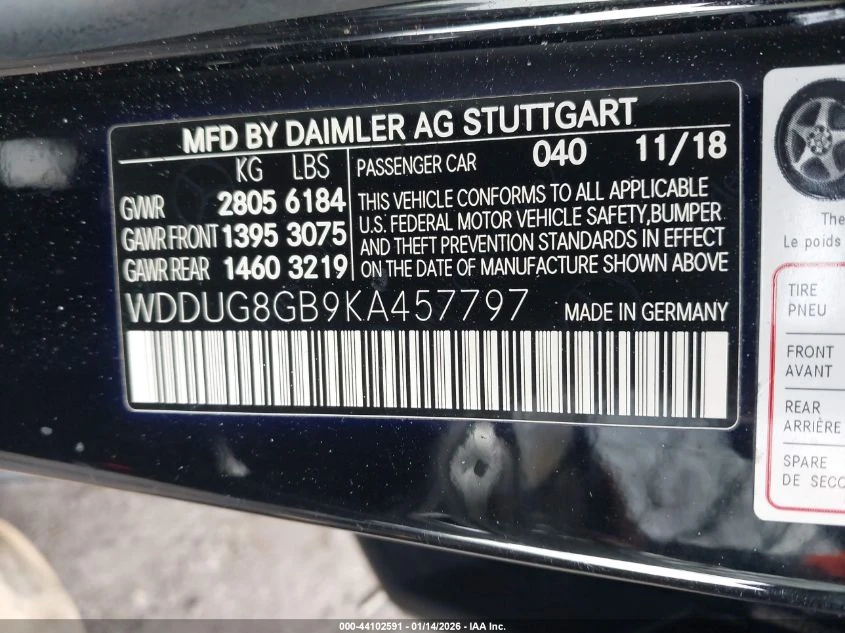 MFD BY DAIMLER AG STUTTGART
KG LBS
GVWR 2805 6184
GAWR FRONT 1395 3075
GAWR REAR 1460 3219
PASSENGER CAR 040 11/18
THIS VEHICLE CONFORMS TO ALL APPLICABLE
U.S. FEDERAL MOTOR VEHICLE SAFETY,BUMPER
AND THEFT PREVENTION STANDARDS IN EFFECT
ON THE DATE OF MANUFACTURE SHOWN ABOVE
WDDUG8GB9KA457797 MADE IN GERMANY
The
Le poids
TIRE
PNEU
FRONT
AVANT
REAR
ARRIÈRE
SPARE
DE SECO
000-44102591 - 01/14/2026 - IAA Inc.